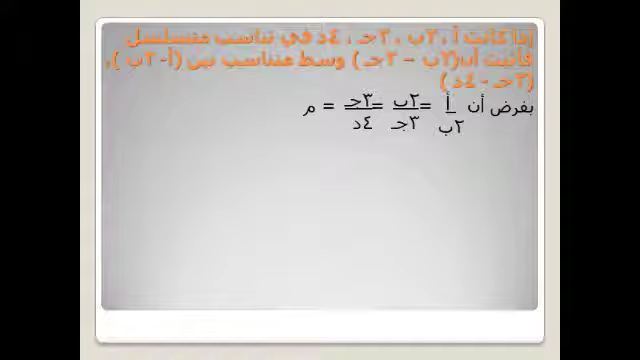 إذا كانت أ ، ٢ب ، ٣جـ ، ٤د في تناسب متسلسل
فأثبت أن(٢ب – ٣جـ ) وسط متناسب بين (أ- ٢ب ) ،
(٣جـ - ٤د )
بفرض أن أ/٢ب = ٢ب/٣جـ = ٣جـ/٤د = م